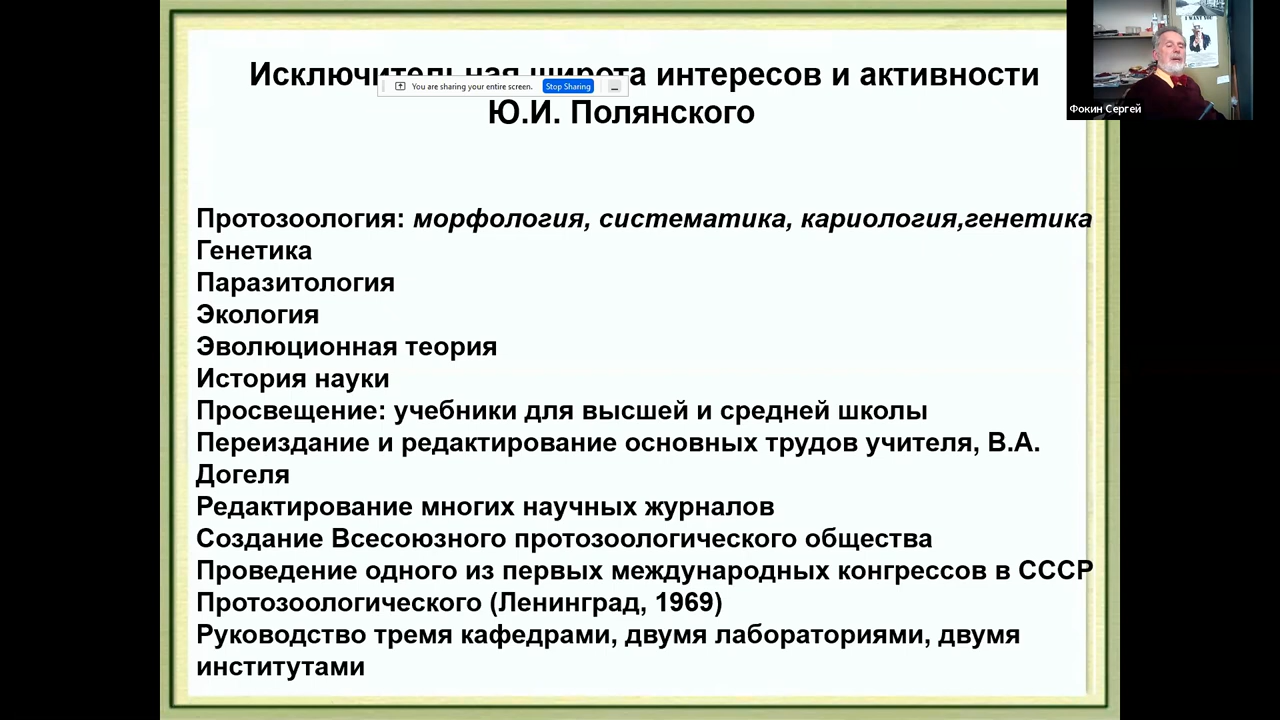 Исключительная широта интересов и активности
Ю.И. Полянского
You are sharing your entire screen.
Stop Sharing
I WANT YOU
Фокин Сергей
Протозоология: морфология, систематика, кариология,генетика
Генетика
Паразитология
Экология
Эволюционная теория
История науки
Просвещение: учебники для высшей и средней школы
Переиздание и редактирование основных трудов учителя, В.А.
Догеля
Редактирование многих научных журналов
Создание Всесоюзного протозоологического общества
Проведение одного из первых международных конгрессов в СССР
Протозоологического (Ленинград, 1969)
Руководство тремя кафедрами, двумя лабораториями, двумя
институтами